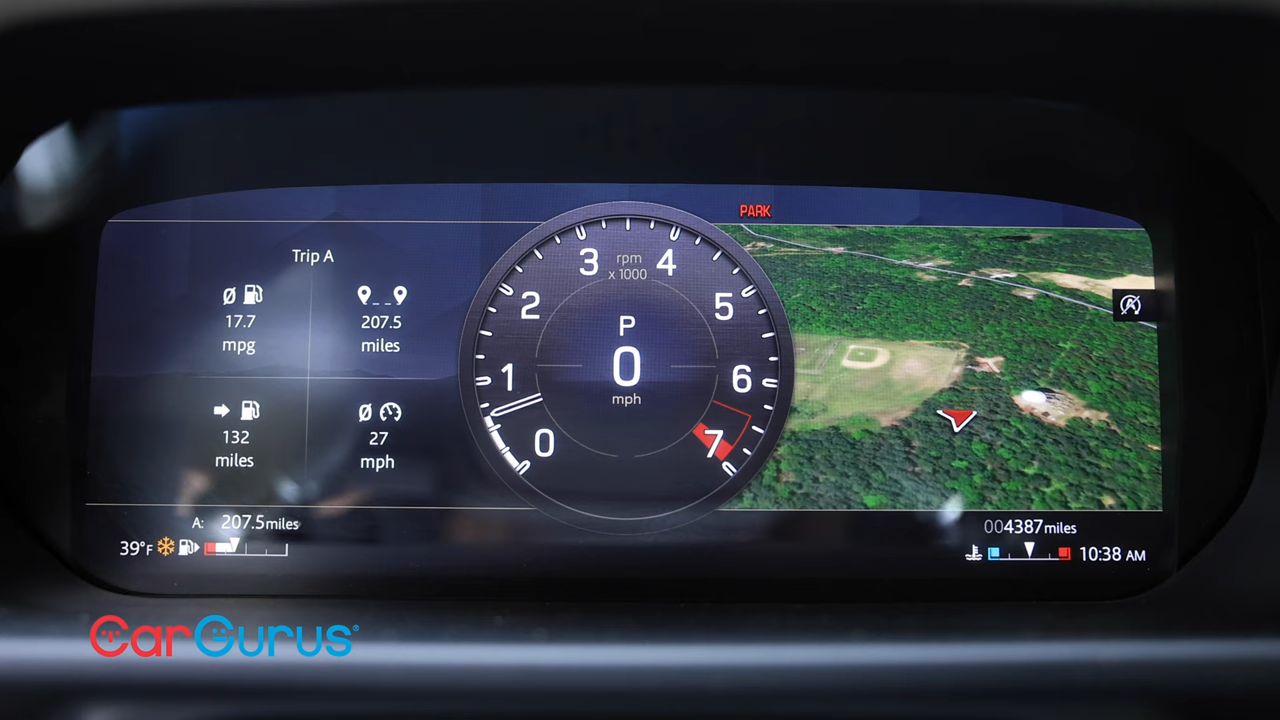 PARK
Trip A
17.7
mpg
207.5
miles
132
miles
27
mph
rpm
x 1000
0
1
2
3
4
5
6
7
P
0
mph
A: 207.5miles
39°F
004387miles
10:38 AM
CarGurus®